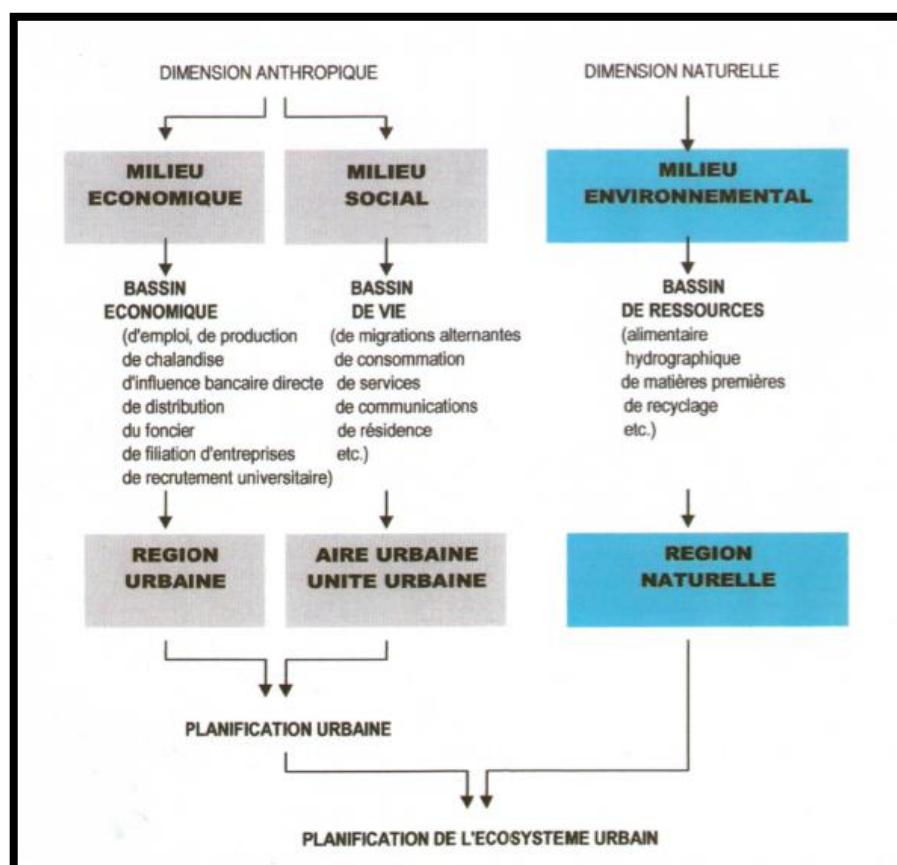 DIMENSION ANTHROPIQUE
DIMENSION NATURELLE
MILIEU
ECONOMIQUE
MILIEU
SOCIAL
MILIEU
ENVIRONNEMENTAL
BASSIN
ECONOMIQUE
(d'emploi, de production
de chalandise
d'influence bancaire directe
de distribution
du foncier
de filiation d'entreprises
de recrutement universitaire)
BASSIN
DE VIE
(de migrations alternantes
de consommation
de services
de communications
de résidence
etc.)
BASSIN
DE RESSOURCES
(alimentaire
hydrographique
de matières premières
de recyclage
etc.)
REGION
URBAINE
AIRE URBAINE
UNITE URBAINE
REGION
NATURELLE
PLANIFICATION URBAINE
PLANIFICATION DE L'ECOSYSTEME URBAIN